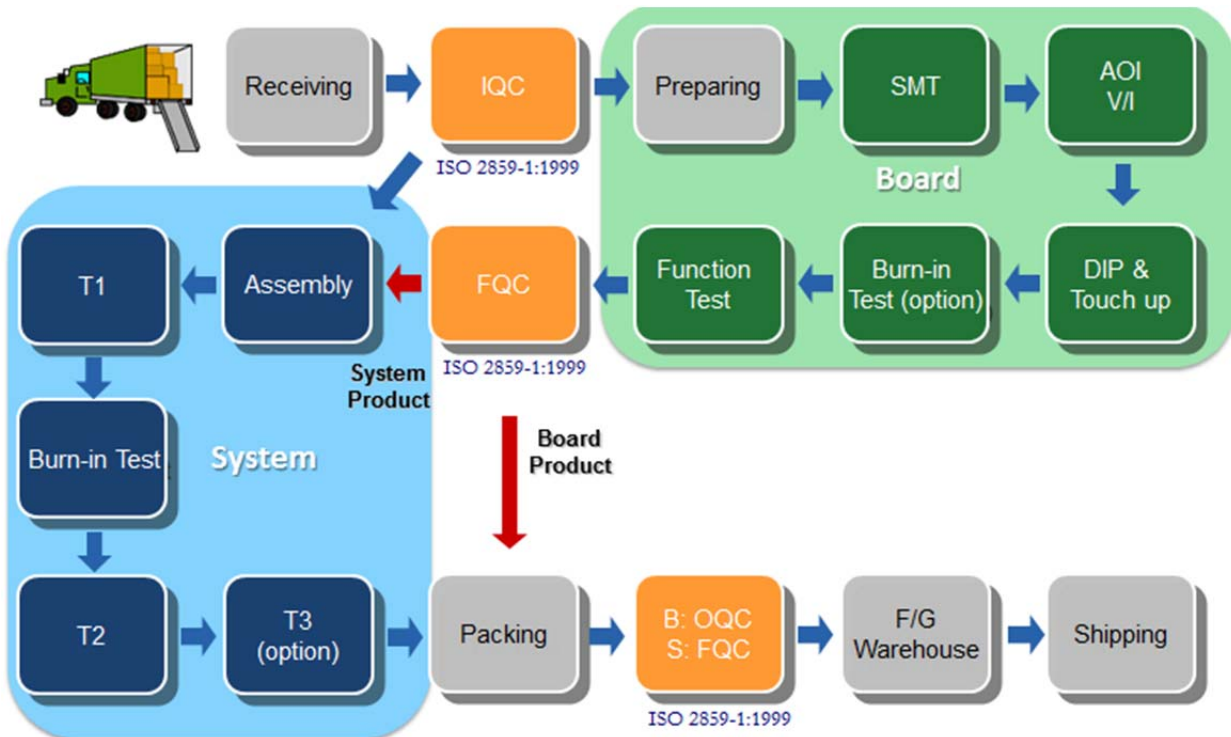 Receiving
IQC
ISO 2859-1:1999
Preparing
SMT
AOI
V/I
Board
DIP &
Touch up
Burn-in
Test (option)
Function
Test
FQC
ISO 2859-1:1999
Assembly
T1
System
Product
Board
Product
Burn-in Test
System
T2
T3
(option)
Packing
B: OQC
S: FQC
ISO 2859-1:1999
F/G
Warehouse
Shipping